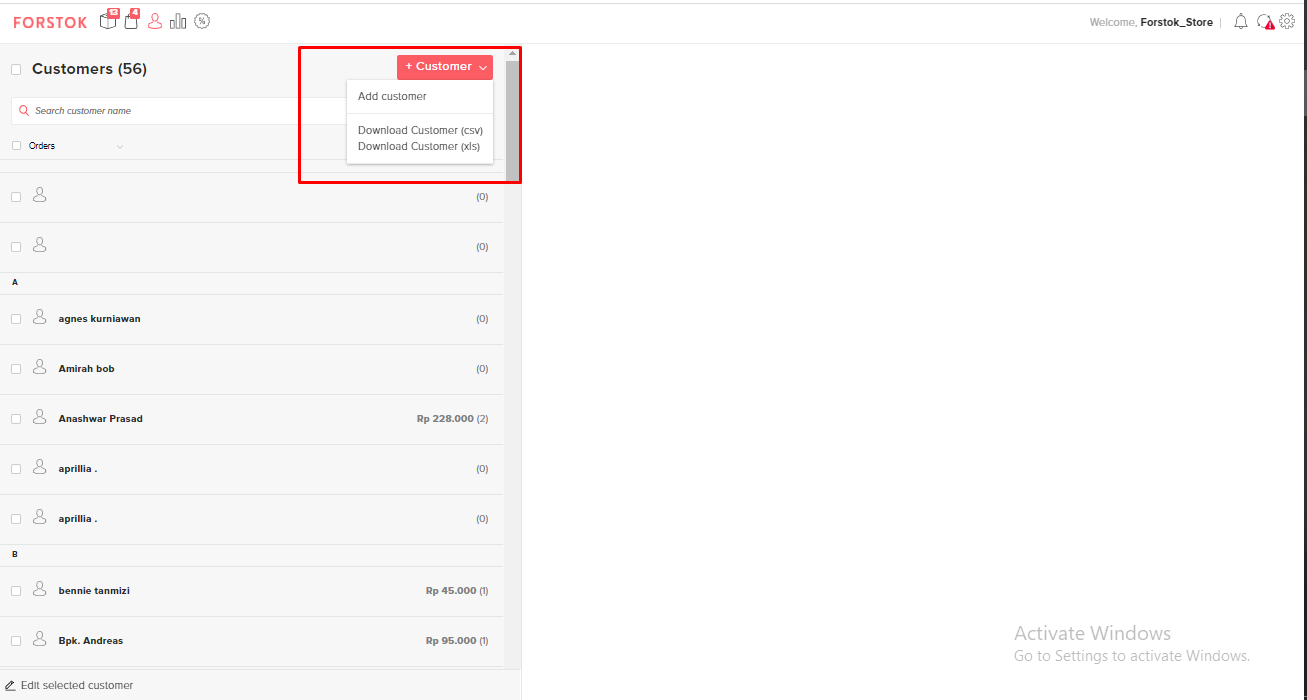 FORSTOK 13 4 Welcome, Forstok_Store |
Customers (56) + Customer
Add customer
Search customer name
Download Customer (csv)
Orders Download Customer (xls)
(0)
(0)
A
agnes kurniawan (0)
Amirah bob (0)
Anashwar Prasad Rp 228.000 (2)
aprillia . (0)
aprillia . (0)
B
bennie tanmizi Rp 45.000 (1)
Bpk. Andreas Rp 95.000 (1)
Activate Windows
Go to Settings to activate Windows.
Edit selected customer